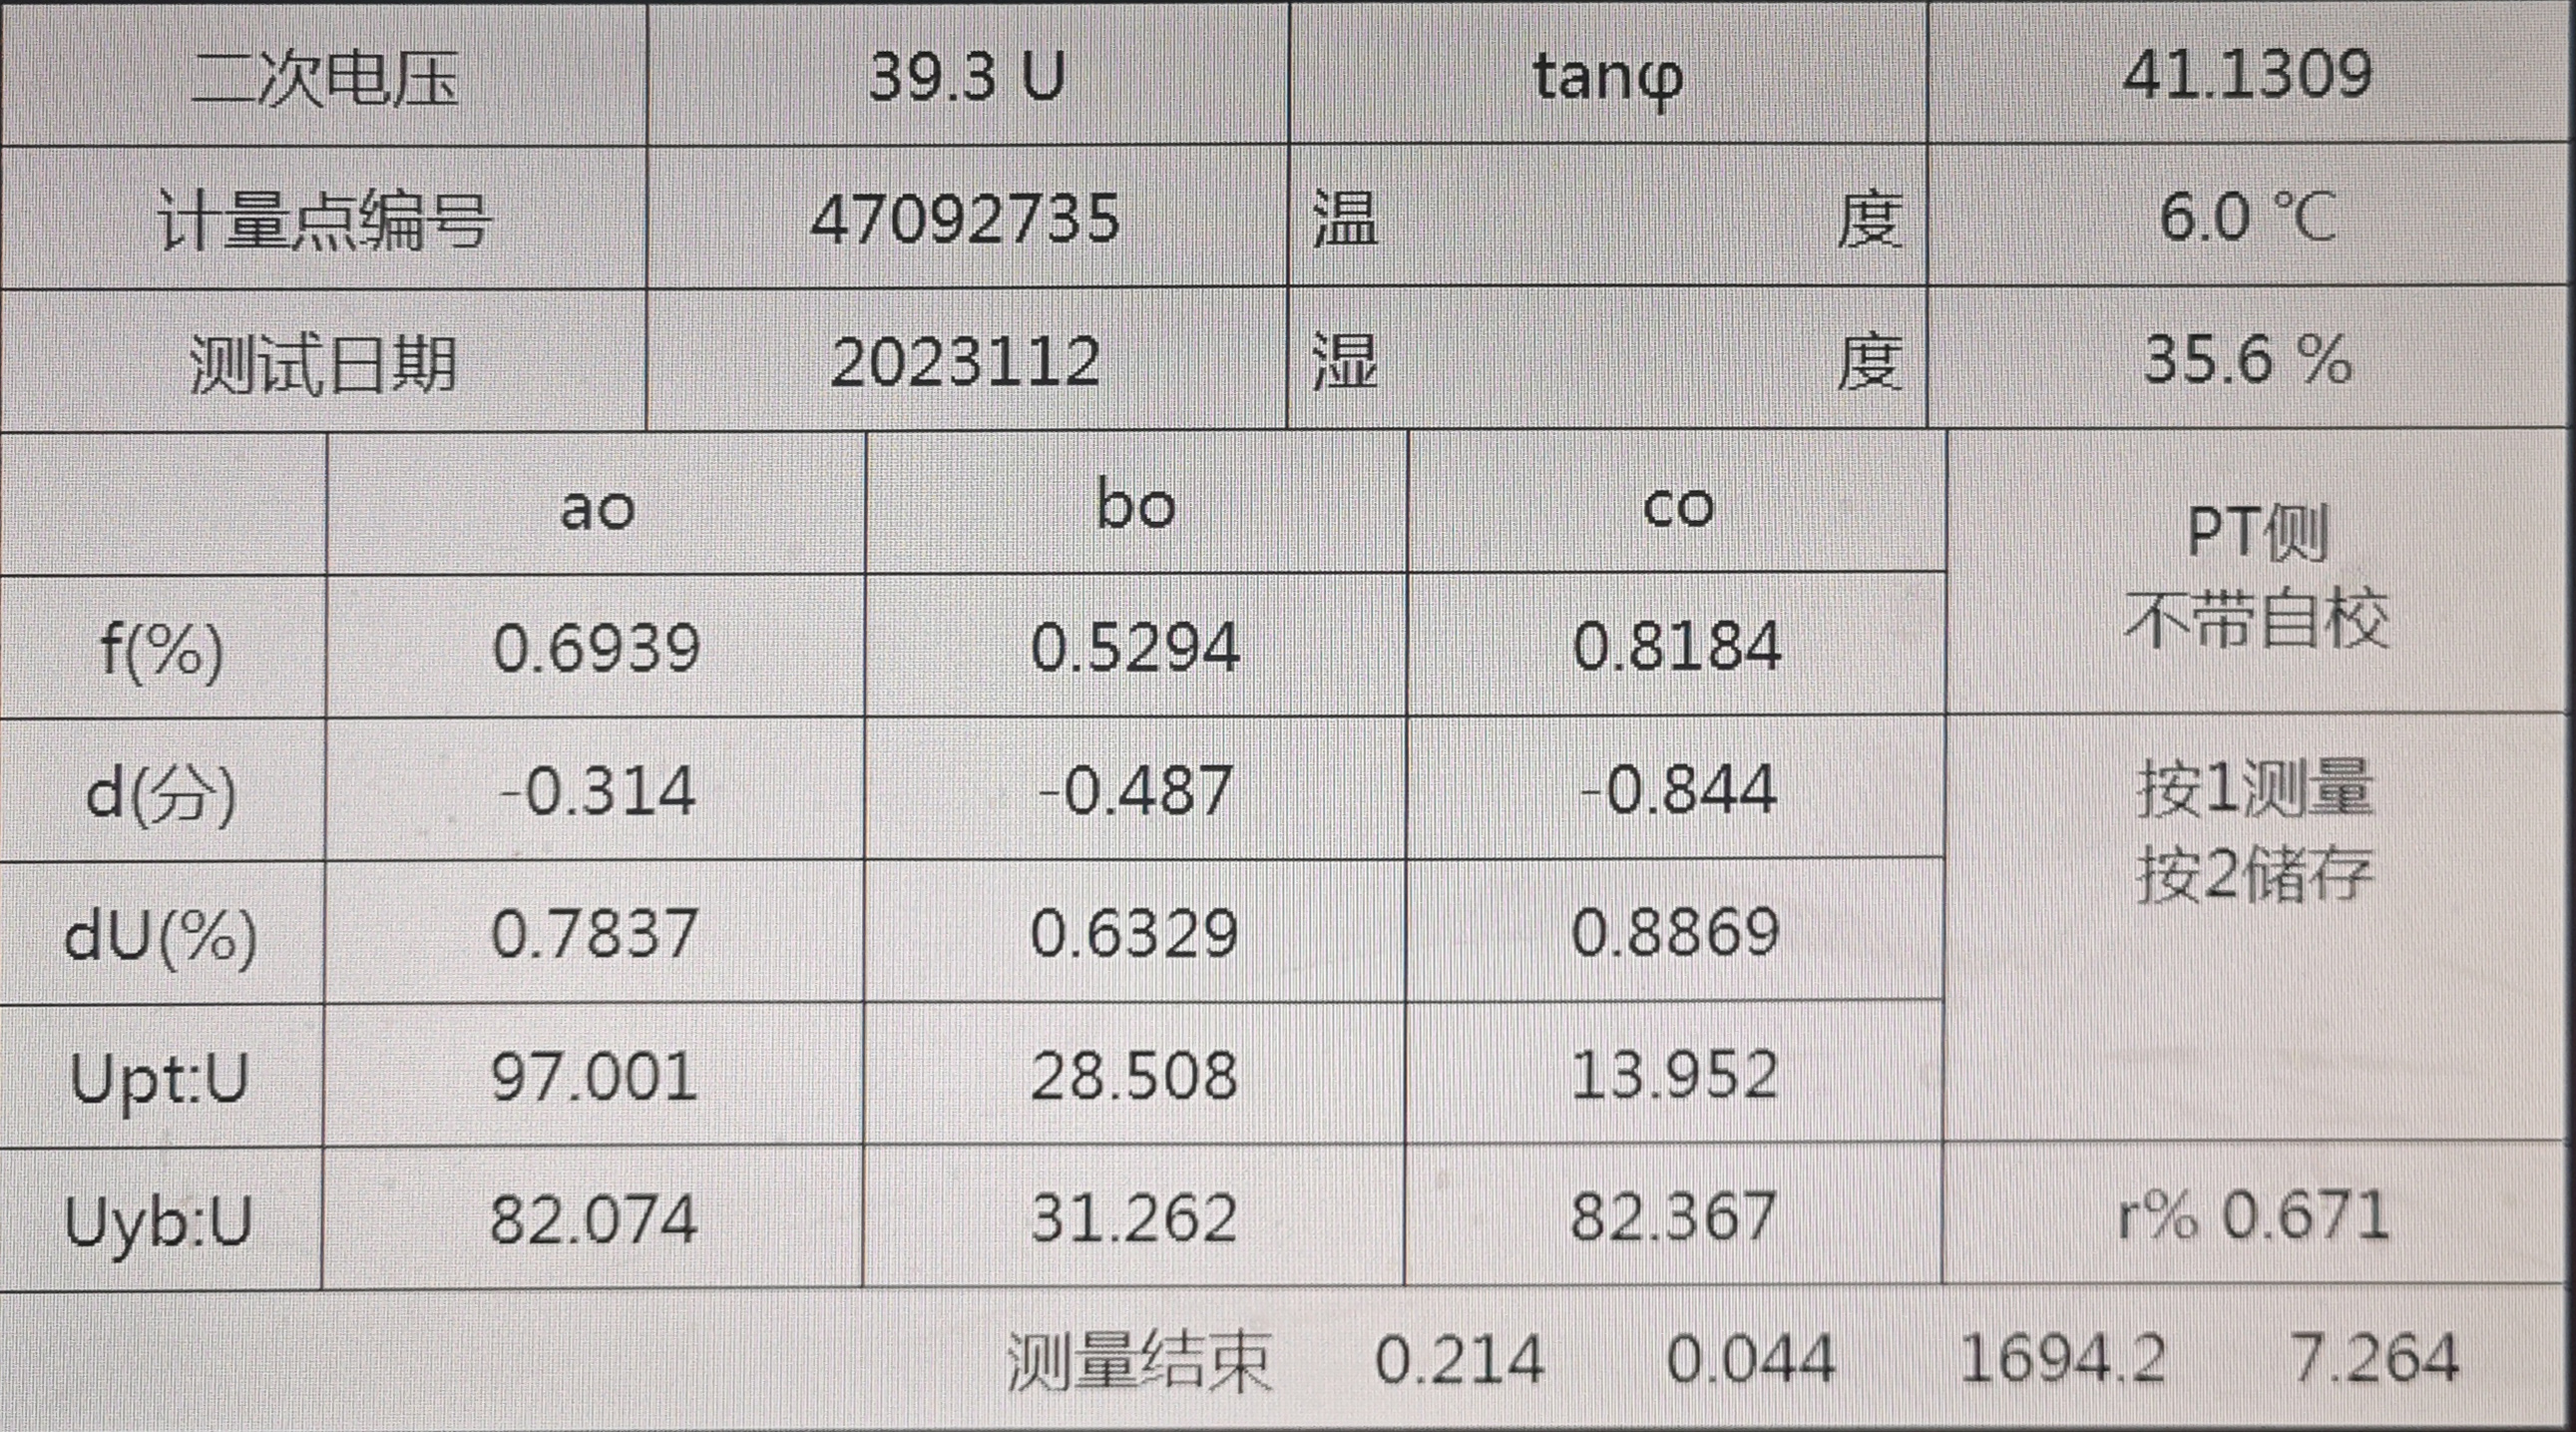 二次电压 39.3 U tanφ 41.1309
计量点编号 47092735 温 度 6.0 ℃
测试日期 2023112 湿 度 35.6 %
ao bo co PT侧
不带自校
f(%) 0.6939 0.5294 0.8184
d(分) -0.314 -0.487 -0.844 按1测量
按2储存
dU(%) 0.7837 0.6329 0.8869
Upt:U 97.001 28.508 13.952
Uyb:U 82.074 31.262 82.367 r% 0.671
测量结束 0.214 0.044 1694.2 7.264